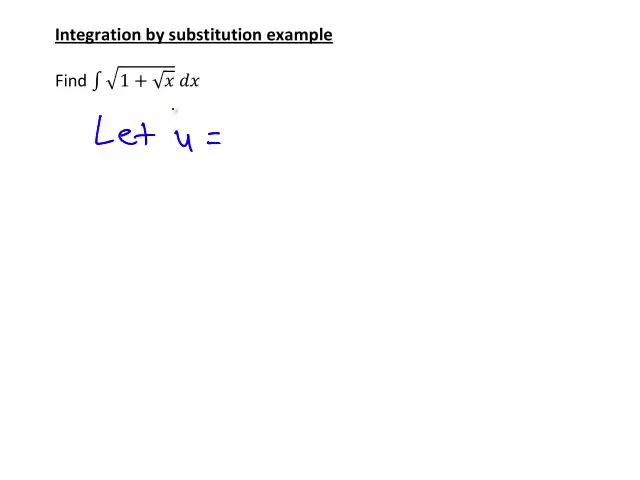 Integration by substitution example
Find ∫ √(1 + √x) dx
Let u =